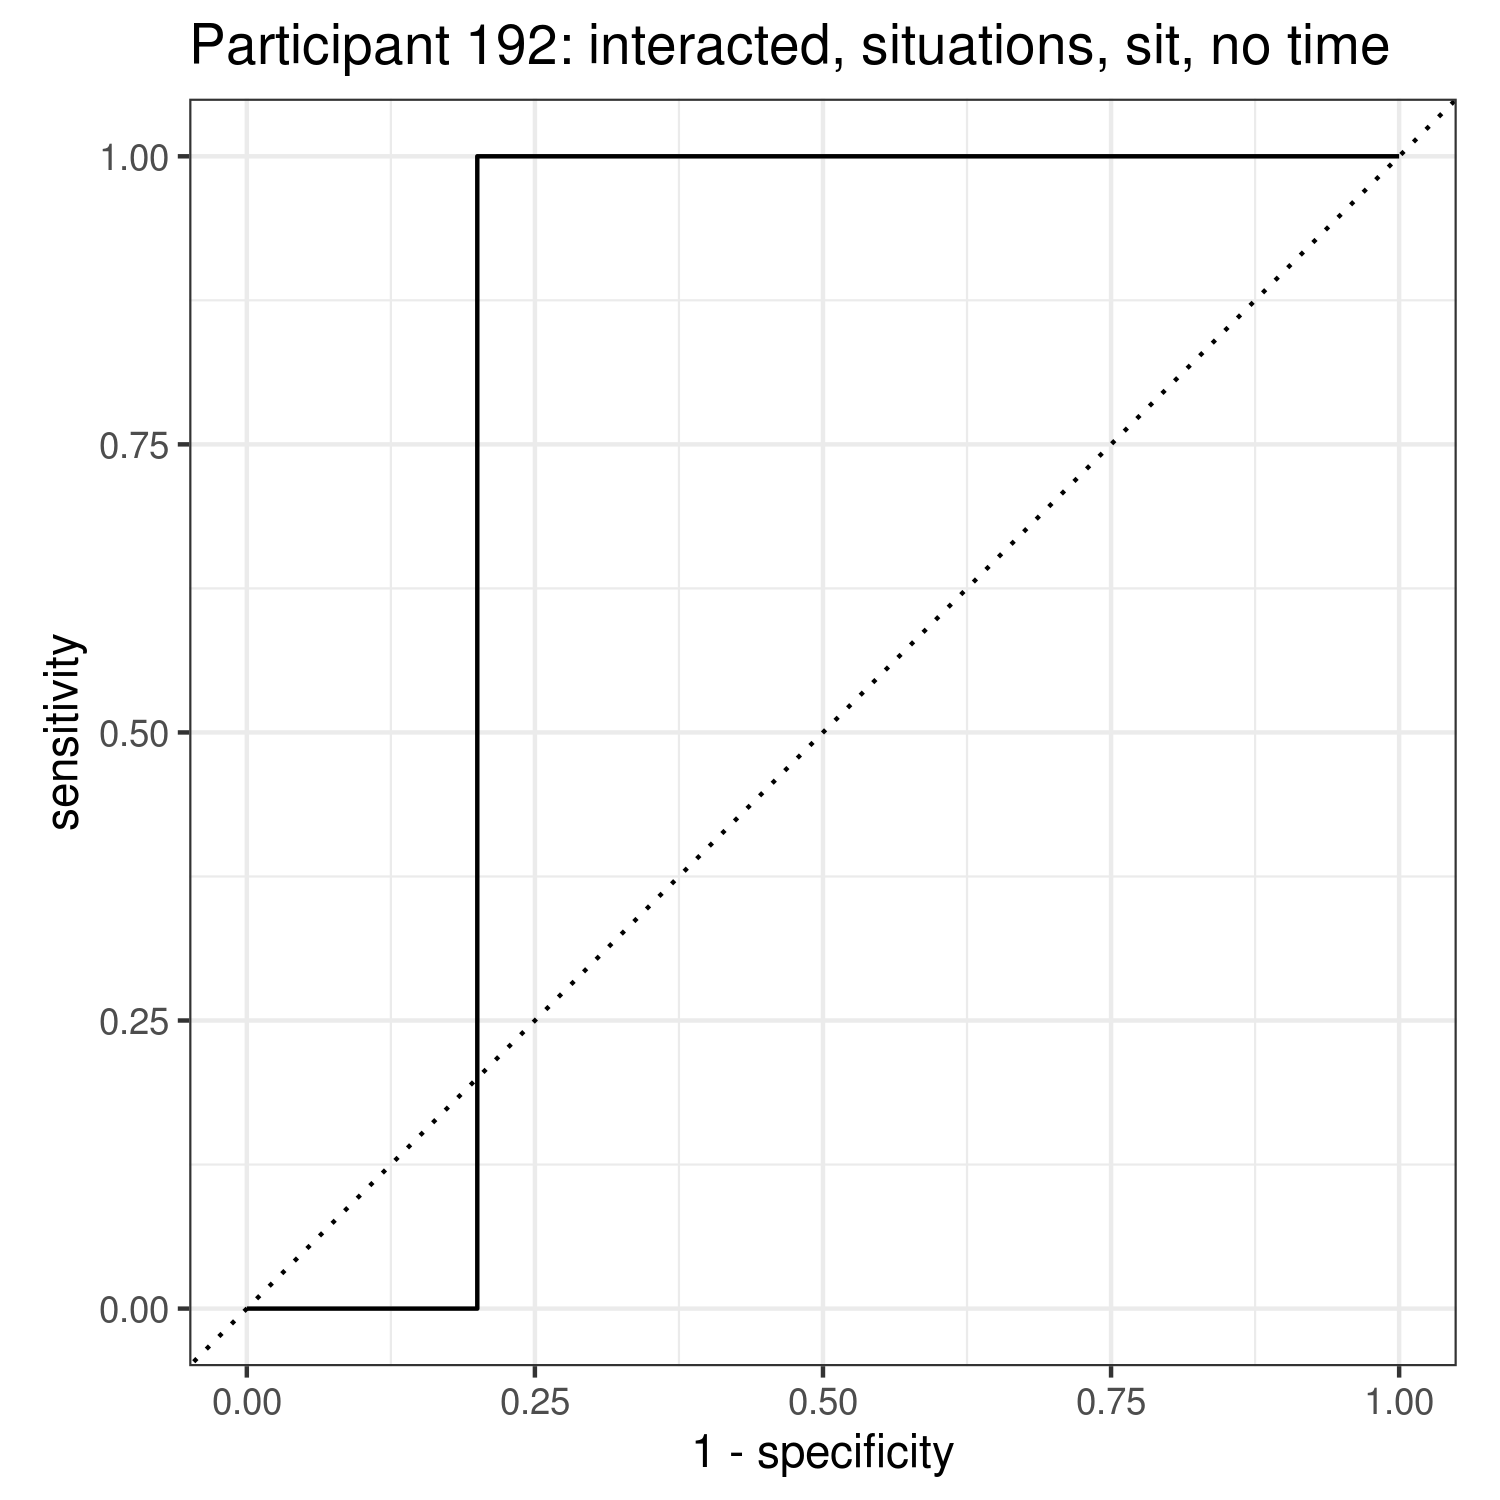 Participant 192: interacted, situations, sit, no time
1.00
0.75
0.50
0.25
0.00
sensitivity
0.00 0.25 0.50 0.75 1.00
1 - specificity